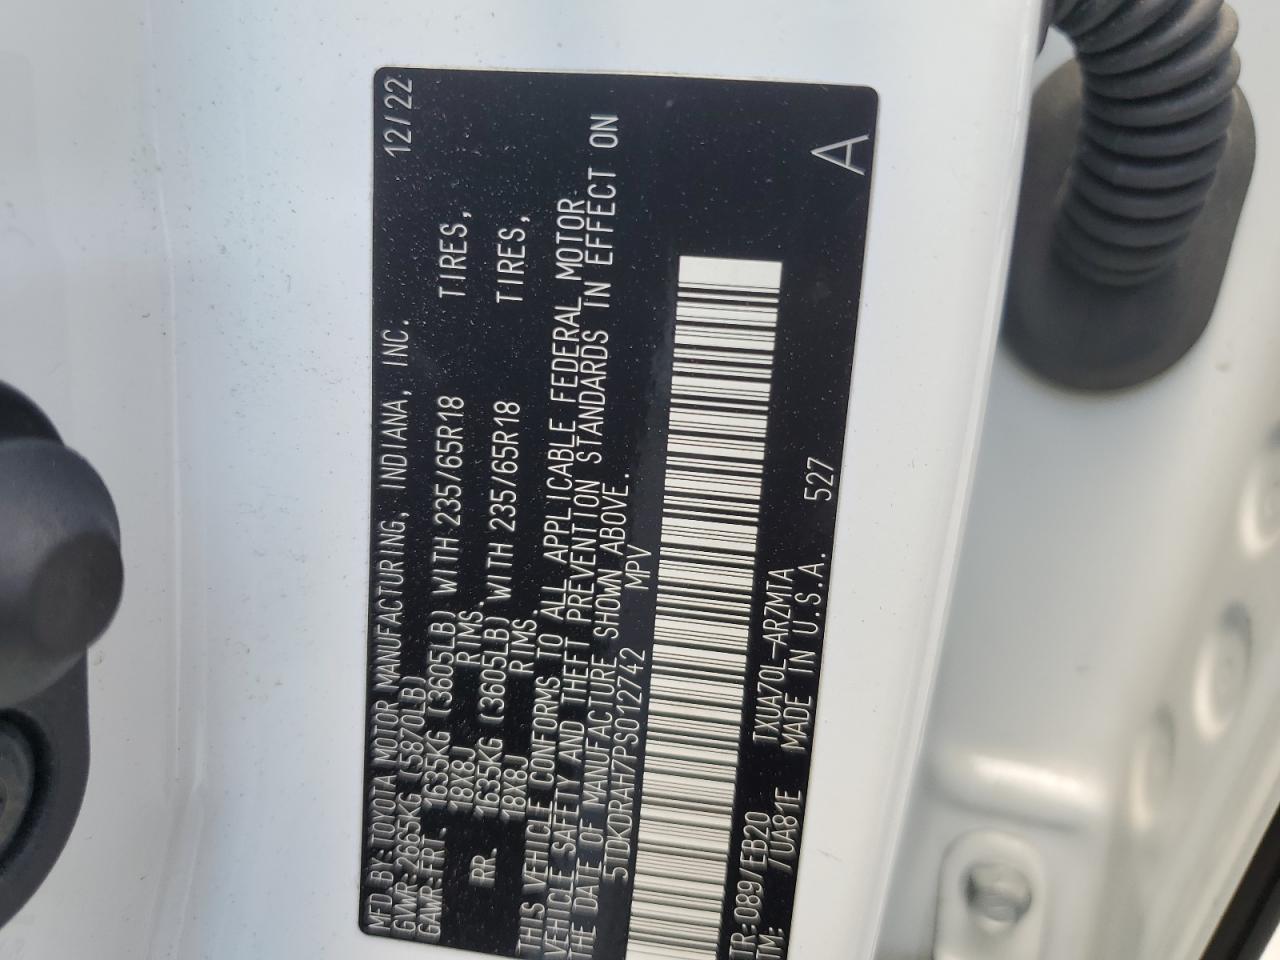 MFD.BY:TOYOTA MOTOR MANUFACTURING, INDIANA, INC. 12/22
GVWR:2665KG (5870LB)
GAWR:FRT. 1635KG (3605LB) WITH 235/65R18 TIRES,
18X8J RIMS.
RR. 1635KG (3605LB) WITH 235/65R18 TIRES,
18X8J RIMS.
THIS VEHICLE CONFORMS TO ALL APPLICABLE FEDERAL MOTOR
VEHICLE SAFETY AND THEFT PREVENTION STANDARDS IN EFFECT ON
THE DATE OF MANUFACTURE SHOWN ABOVE.
5TDKDRAH7PS012742 MPV
TR:089/EB20 TXUA70L-ARZMTA
TM: /UA81E MADE IN U.S.A. 527
A